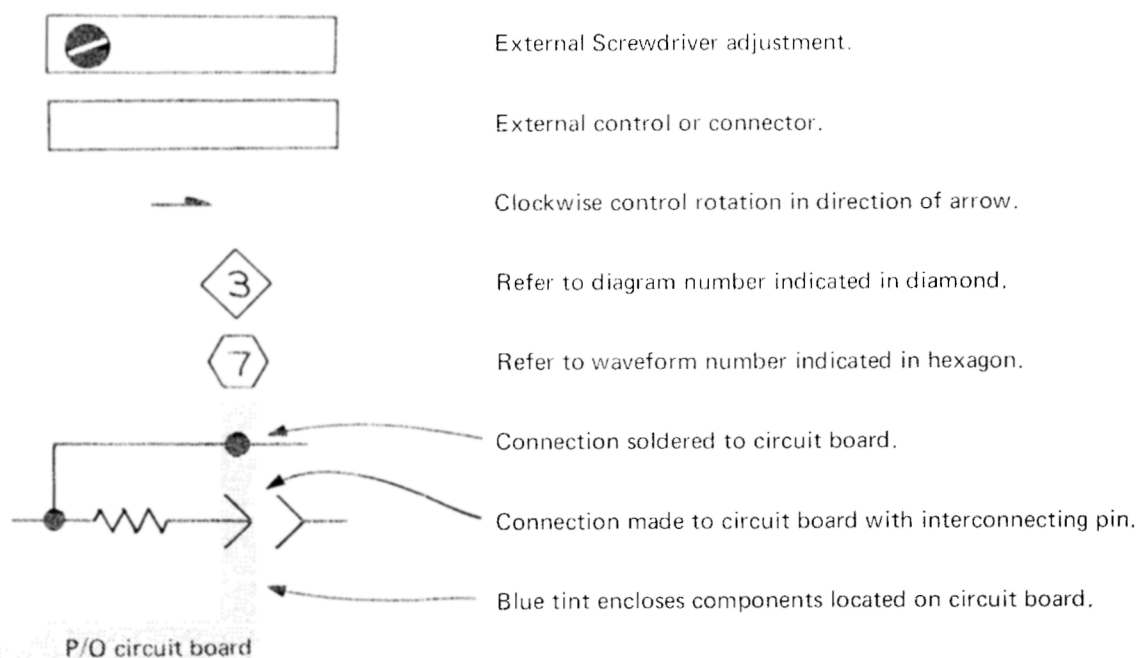 External Screwdriver adjustment.
External control or connector.
Clockwise control rotation in direction of arrow.
3
Refer to diagram number indicated in diamond.
7
Refer to waveform number indicated in hexagon.
Connection soldered to circuit board.
Connection made to circuit board with interconnecting pin.
Blue tint encloses components located on circuit board.
P/O circuit board